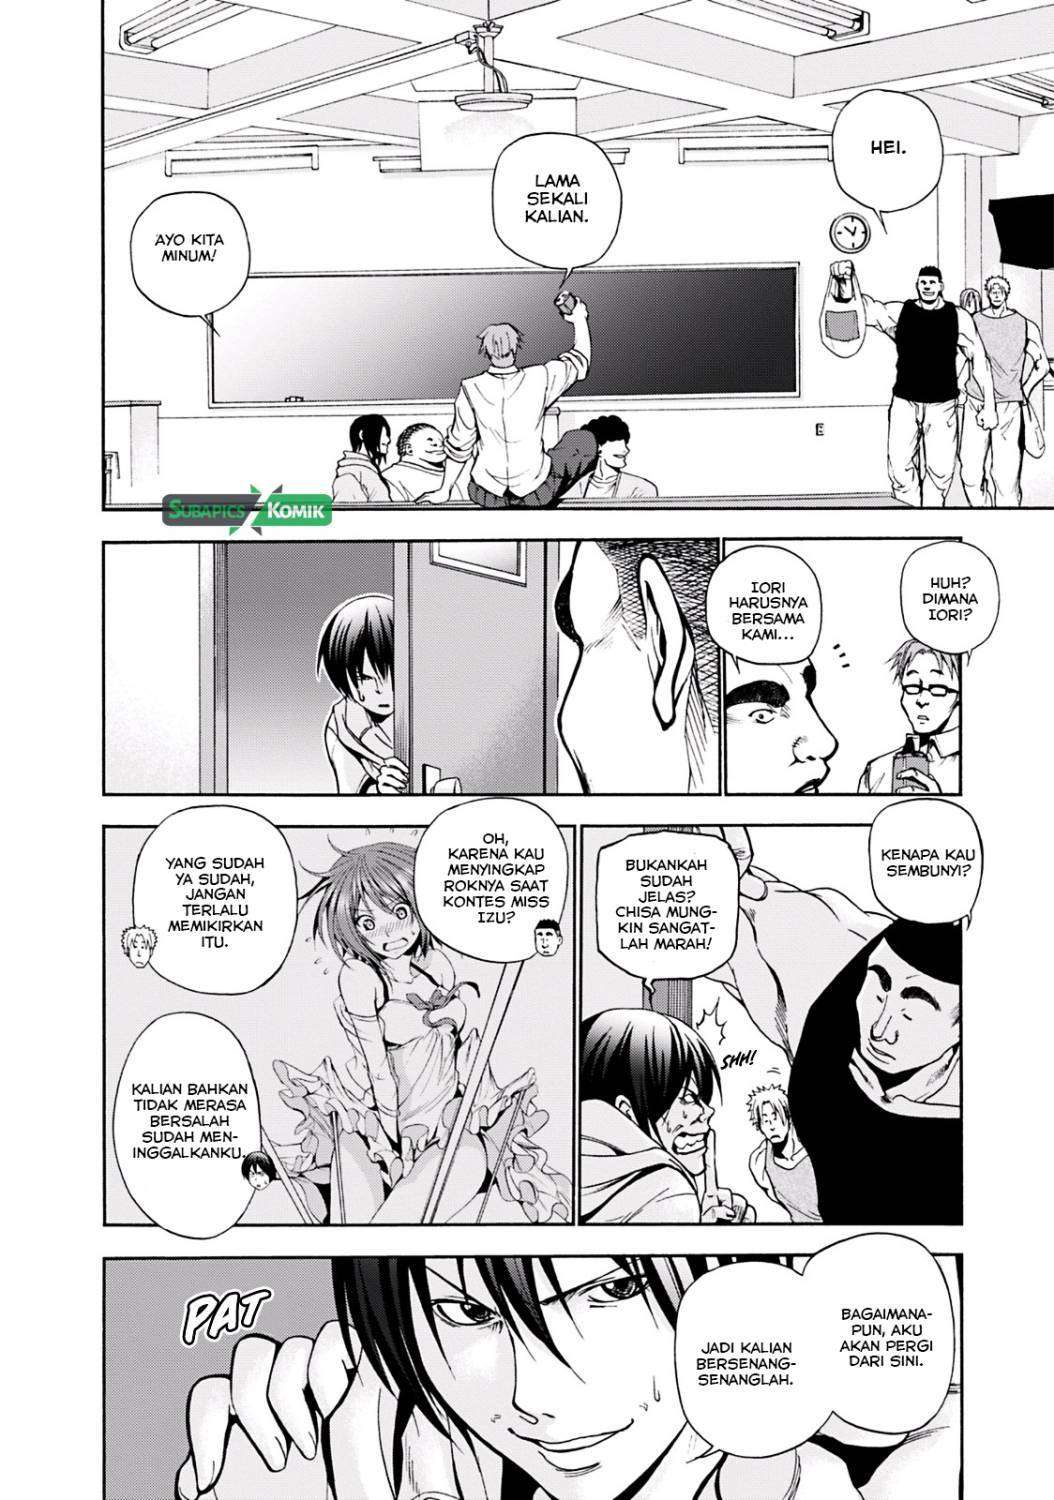 HEI.
LAMA
SEKALI
KALIAN.
AYO KITA
MINUM!
SUBAPICS KOMIK
HUH?
DIMANA
IORI?
IORI
HARUSNYA
BERSAMA
KAMI...
KENAPA KAU
SEMBUNYI?
BUKANKAH
SUDAH
JELAS?
CHISA MUNG-
KIN SANGAT-
LAH MARAH!
SHH!
OH,
KARENA KAU
MENYINGKAP
ROKNYA SAAT
KONTES MISS
IZU?
YANG SUDAH
YA SUDAH,
JANGAN
TERLALU
MEMIKIRKAN
ITU.
KALIAN BAHKAN
TIDAK MERASA
BERSALAH
SUDAH MEN-
INGGALKANKU.
BAGAIMANA-
PUN, AKU
AKAN PERGI
DARI SINI.
JADI KALIAN
BERSENANG-
SENANGLAH.
PAT